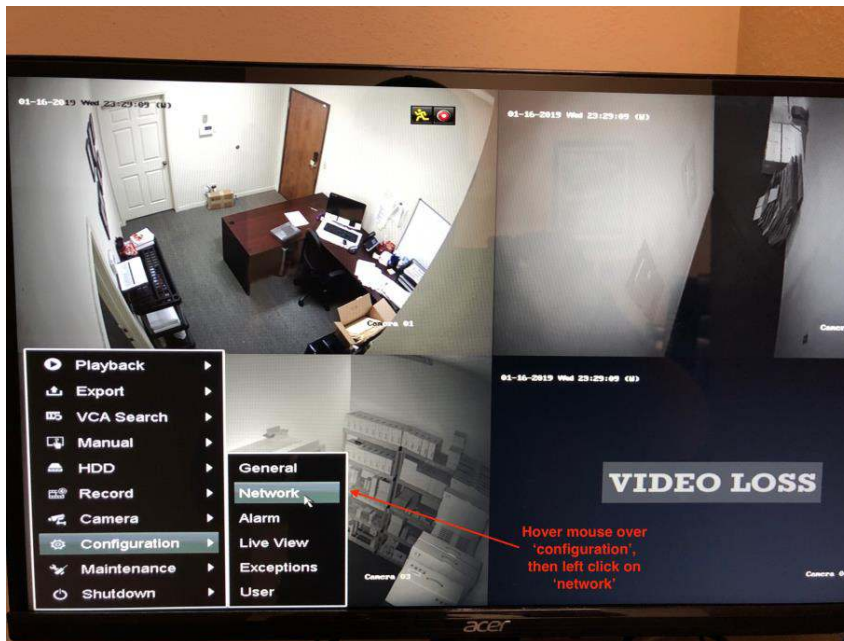 01-16-2019 Wed 23:29:09 (W)
01-16-2019 Wed 23:29:09 (W)
Camera 01
Playback
Export
VCA Search
Manual
HDD
Record
Camera
Configuration
Maintenance
Shutdown
General
Network
Alarm
Live View
Exceptions
User
Camera 03
01-16-2019 Wed 23:29:09 (W)
VIDEO LOSS
Hover mouse over
‘configuration’,
then left click on
‘network’
acer